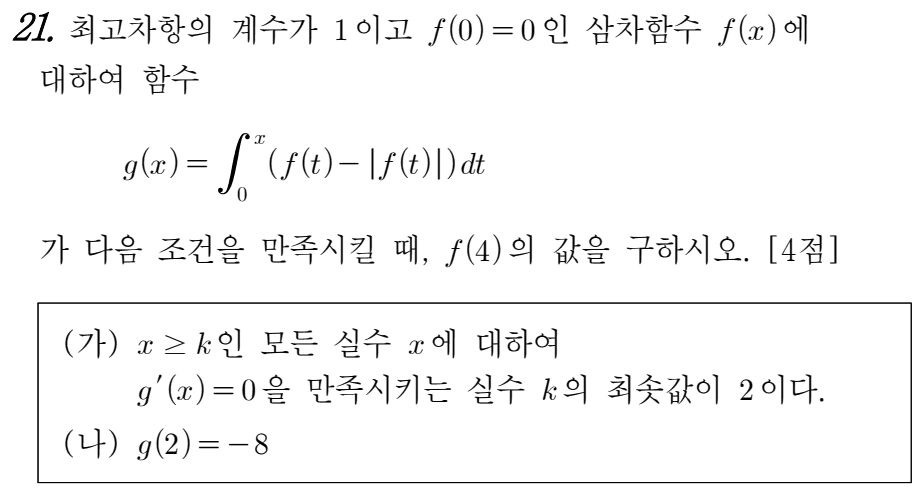 21. 최고차항의 계수가 1이고 f(0)=0인 삼차함수 f(x)에
대하여 함수
g(x)=∫₀ˣ(f(t)−|f(t)|)dt
가 다음 조건을 만족시킬 때, f(4)의 값을 구하시오. [4점]
(가) x≥k인 모든 실수 x에 대하여
g′(x)=0을 만족시키는 실수 k의 최솟값이 2이다.
(나) g(2)=−8